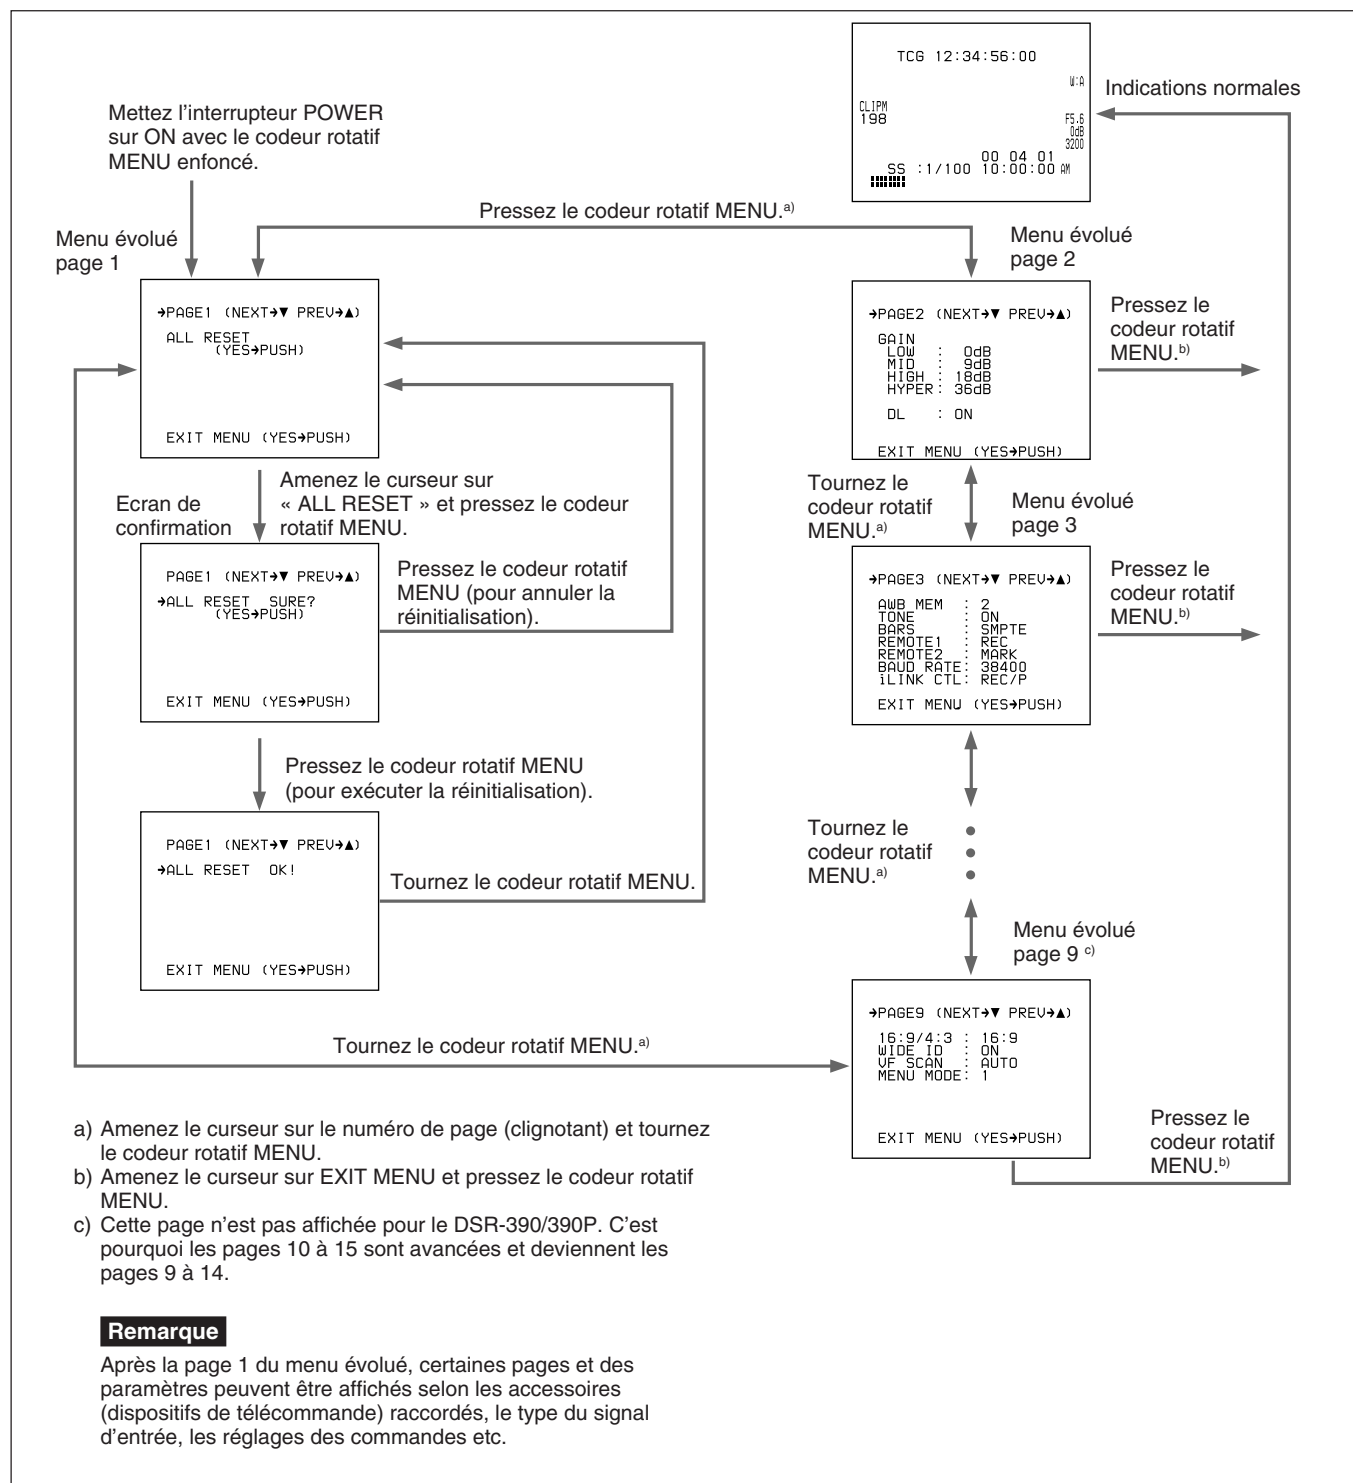 TCG 12:34:56:00
W:A
CLIPM
198
F5.6
0dB
3200
00 04 01
SS :1/100 10:00:00 AM
Indications normales
Mettez l'interrupteur POWER
sur ON avec le codeur rotatif
MENU enfoncé.
Pressez le codeur rotatif MENU.a)
Menu évolué
page 1
→PAGE1 (NEXT→▼ PREV→▲)
ALL RESET
(YES→PUSH)
EXIT MENU (YES→PUSH)
Menu évolué
page 2
→PAGE2 (NEXT→▼ PREV→▲)
GAIN
LOW : 0dB
MID : 9dB
HIGH : 18dB
HYPER: 36dB
DL : ON
EXIT MENU (YES→PUSH)
Pressez le
codeur rotatif
MENU.b)
Amenez le curseur sur
« ALL RESET » et pressez le codeur
rotatif MENU.
Ecran de
confirmation
PAGE1 (NEXT→▼ PREV→▲)
→ALL RESET SURE?
(YES→PUSH)
EXIT MENU (YES→PUSH)
Pressez le codeur rotatif
MENU (pour annuler la
réinitialisation).
Tournez le
codeur rotatif
MENU.a)
Menu évolué
page 3
→PAGE3 (NEXT→▼ PREV→▲)
AWB MEM : 2
TONE : ON
BARS : SMPTE
REMOTE1 : REC
REMOTE2 : MARK
BAUD RATE: 38400
iLINK CTL: REC/P
EXIT MENU (YES→PUSH)
Pressez le
codeur rotatif
MENU.b)
Pressez le codeur rotatif MENU
(pour exécuter la réinitialisation).
PAGE1 (NEXT→▼ PREV→▲)
→ALL RESET OK!
EXIT MENU (YES→PUSH)
Tournez le codeur rotatif MENU.
Tournez le
codeur rotatif
MENU.a)
Menu évolué
page 9 c)
→PAGE9 (NEXT→▼ PREV→▲)
16:9/4:3 : 16:9
WIDE ID : ON
VF SCAN : AUTO
MENU MODE: 1
EXIT MENU (YES→PUSH)
Tournez le codeur rotatif MENU.a)
Pressez le
codeur rotatif
MENU.b)
a) Amenez le curseur sur le numéro de page (clignotant) et tournez
le codeur rotatif MENU.
b) Amenez le curseur sur EXIT MENU et pressez le codeur rotatif
MENU.
c) Cette page n'est pas affichée pour le DSR-390/390P. C'est
pourquoi les pages 10 à 15 sont avancées et deviennent les
pages 9 à 14.
Remarque
Après la page 1 du menu évolué, certaines pages et des
paramètres peuvent être affichés selon les accessoires
(dispositifs de télécommande) raccordés, le type du signal
d'entrée, les réglages des commandes etc.